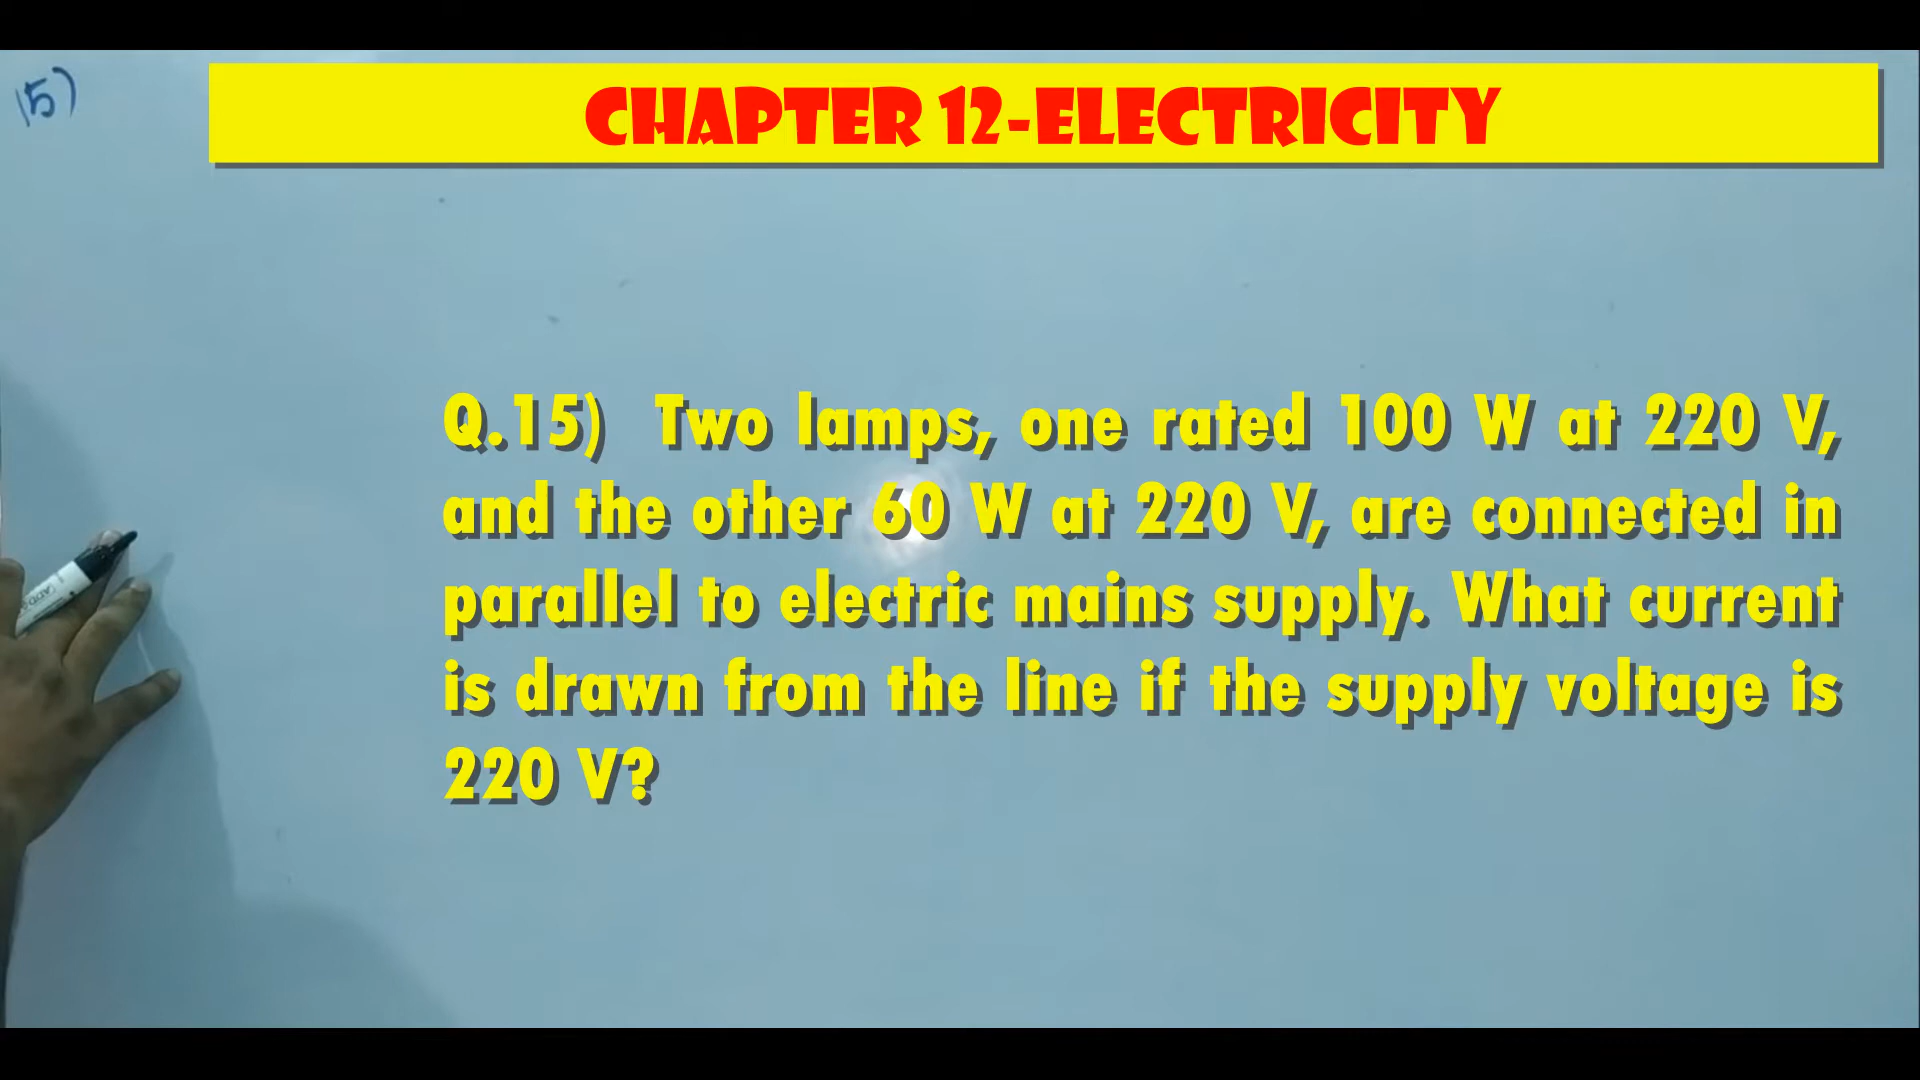 15)
CHAPTER 12-ELECTRICITY
Q.15) Two lamps, one rated 100 W at 220 V,
and the other 60 W at 220 V, are connected in
parallel to electric mains supply. What current
is drawn from the line if the supply voltage is
220 V?